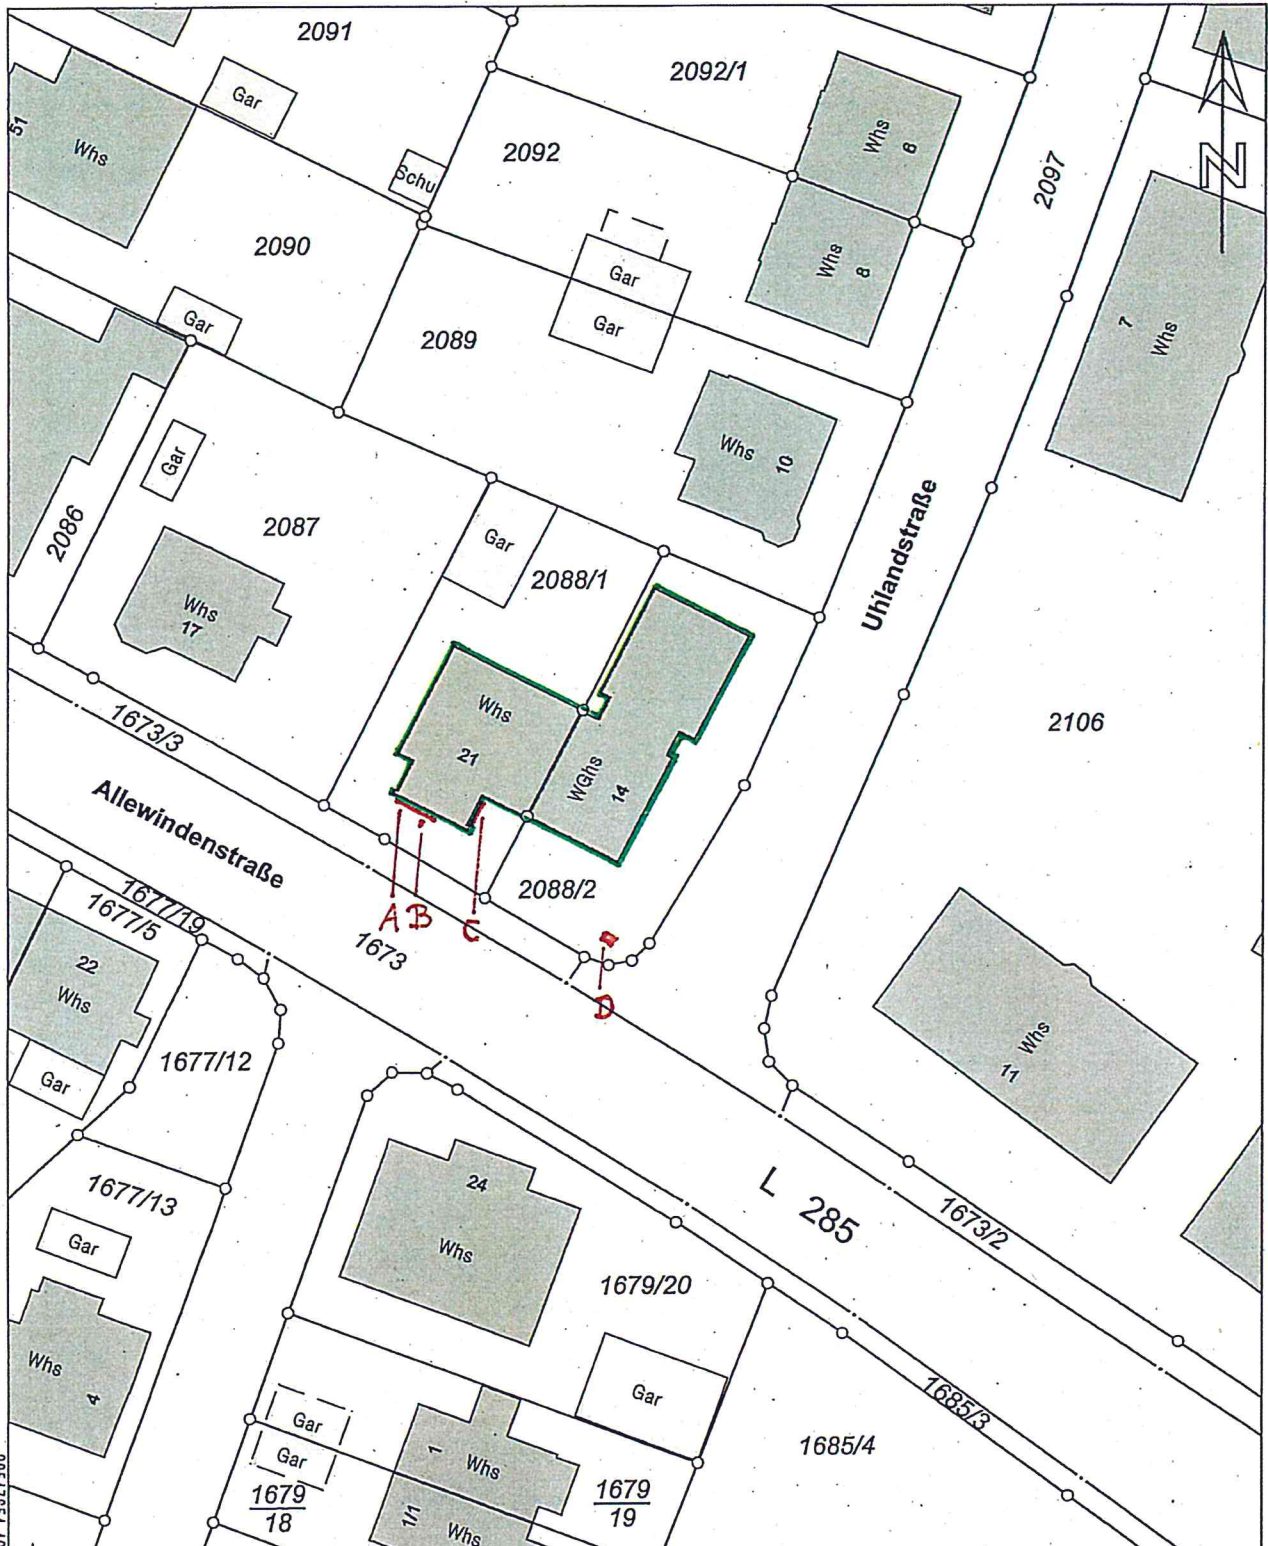 2091
2092/1
Gar
Whs
6
N
51
Whs
Schu
2092
2097
2090
Whs
8
Gar
Gar
Gar
2089
7
Whs
Whs
10
Gar
2086
2087
Gar
2088/1
Uhlandstraße
Whs
17
Whs
21
WGhs
14
2106
1673/3
Allewindenstraße
2088/2
A
B
C
1673
D
1677/19
1677/5
22
Whs
Gar
1677/12
Whs
11
1677/13
24
Whs
L 285
1673/2
Gar
1679/20
Whs
4
Gar
1685/3
Gar
Gar
1
Whs
1685/4
1679
18
1/1
Whs
1679
19